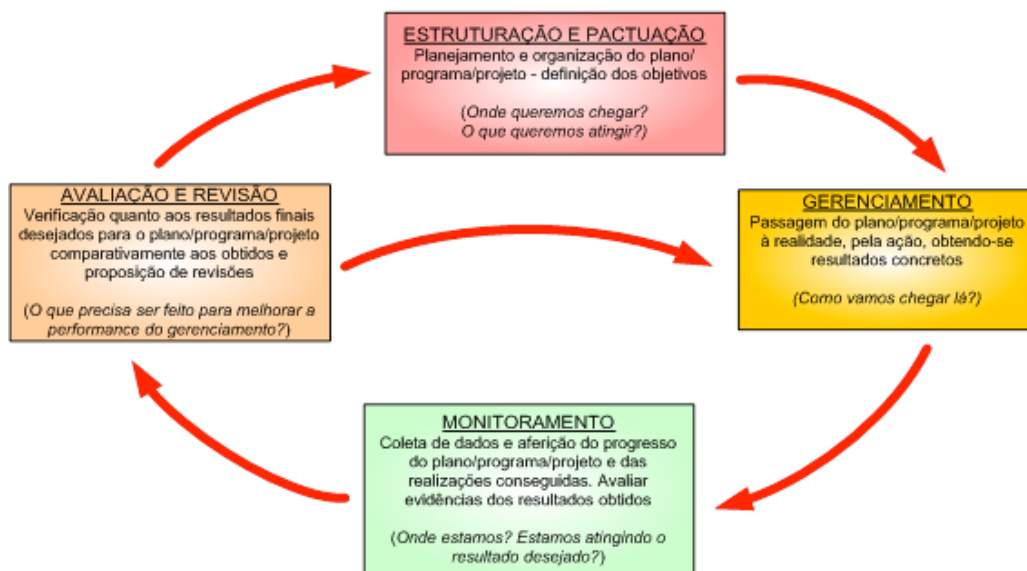 ESTRUTURAÇÃO E PACTUAÇÃO
Planejamento e organização do plano/
programa/projeto - definição dos objetivos
(Onde queremos chegar?
O que queremos atingir?)
AVALIAÇÃO E REVISÃO
Verificação quanto aos resultados finais
desejados para o plano/programa/projeto
comparativamente aos obtidos e
proposição de revisões
(O que precisa ser feito para melhorar a
performance do gerenciamento?)
GERENCIAMENTO
Passagem do plano/programa/projeto
à realidade, pela ação, obtendo-se
resultados concretos
(Como vamos chegar lá?)
MONITORAMENTO
Coleta de dados e aferição do progresso
do plano/programa/projeto e das
realizações conseguidas. Avaliar
evidências dos resultados obtidos
(Onde estamos? Estamos atingindo o
resultado desejado?)